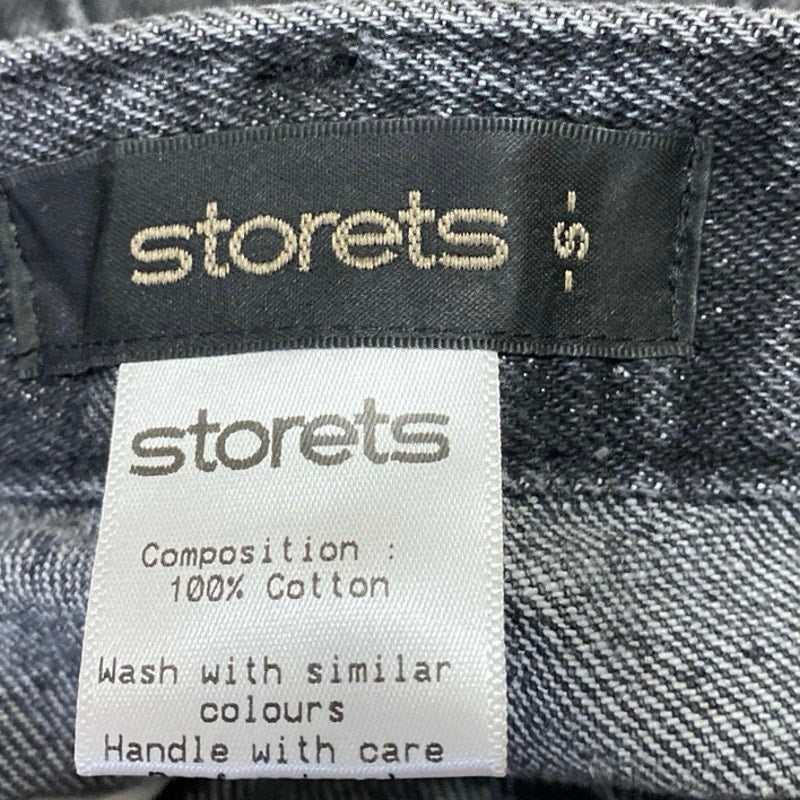 storets -S-
storets
Composition :
100% Cotton
Wash with similar
colours
Handle with care